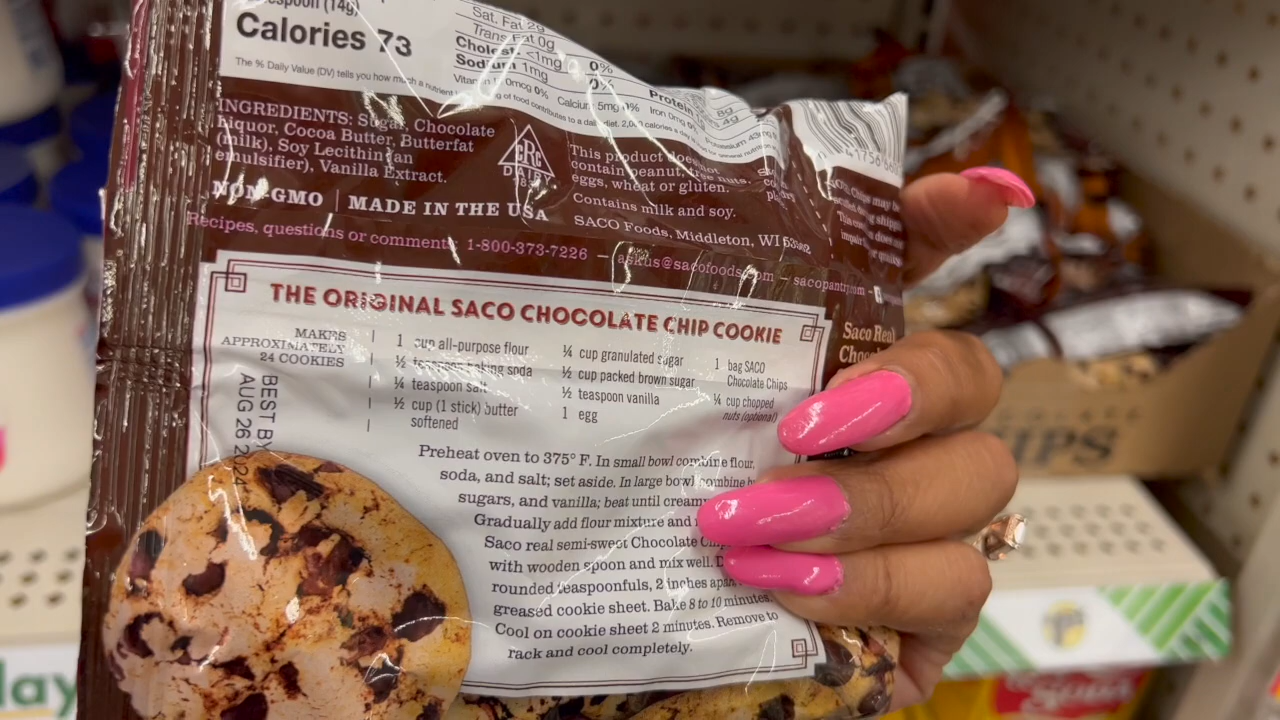 (14g)
Calories 73
The % Daily Value (DV) tells you how much a nutrient
of food contributes to a daily diet. 2,000 calories a day
Sat. Fat 2g
Trans Fat 0g
Cholest. <1mg 0%
Sodium 1mg 0%
0mcg 0% Calcium 5mg 0% Iron 0mg
Protein
INGREDIENTS: Sugar, Chocolate
Liquor, Cocoa Butter, Butterfat
(milk), Soy Lecithin (an
emulsifier), Vanilla Extract.
CRC
DAIRY
NON-GMO | MADE IN THE USA
This product does not
contain peanut, tree nuts,
eggs, wheat or gluten.
Contains milk and soy.
SACO Foods, Middleton, WI
Recipes, questions or comments 1-800-373-7226 – askus@sacofoods.com – sacopantry.com –
THE ORIGINAL SACO CHOCOLATE CHIP COOKIE
MAKES
APPROXIMATELY
24 COOKIES
1 cup all-purpose flour
½ teaspoon baking soda
¼ teaspoon salt
½ cup (1 stick) butter
softened
¼ cup granulated sugar
½ cup packed brown sugar
½ teaspoon vanilla
1 egg
1 bag SACO
Chocolate Chips
¼ cup chopped
nuts (optional)
BEST BY
AUG 26 2024
Preheat oven to 375° F. In small bowl combine flour,
soda, and salt; set aside. In large bowl combine
sugars, and vanilla; beat until creamy
Gradually add flour mixture and
Saco real semi-sweet Chocolate
with wooden spoon and mix well.
rounded teaspoonfuls, 2 inches apart
greased cookie sheet. Bake 8 to 10 minutes.
Cool on cookie sheet 2 minutes. Remove to
rack and cool completely.
Saco Real